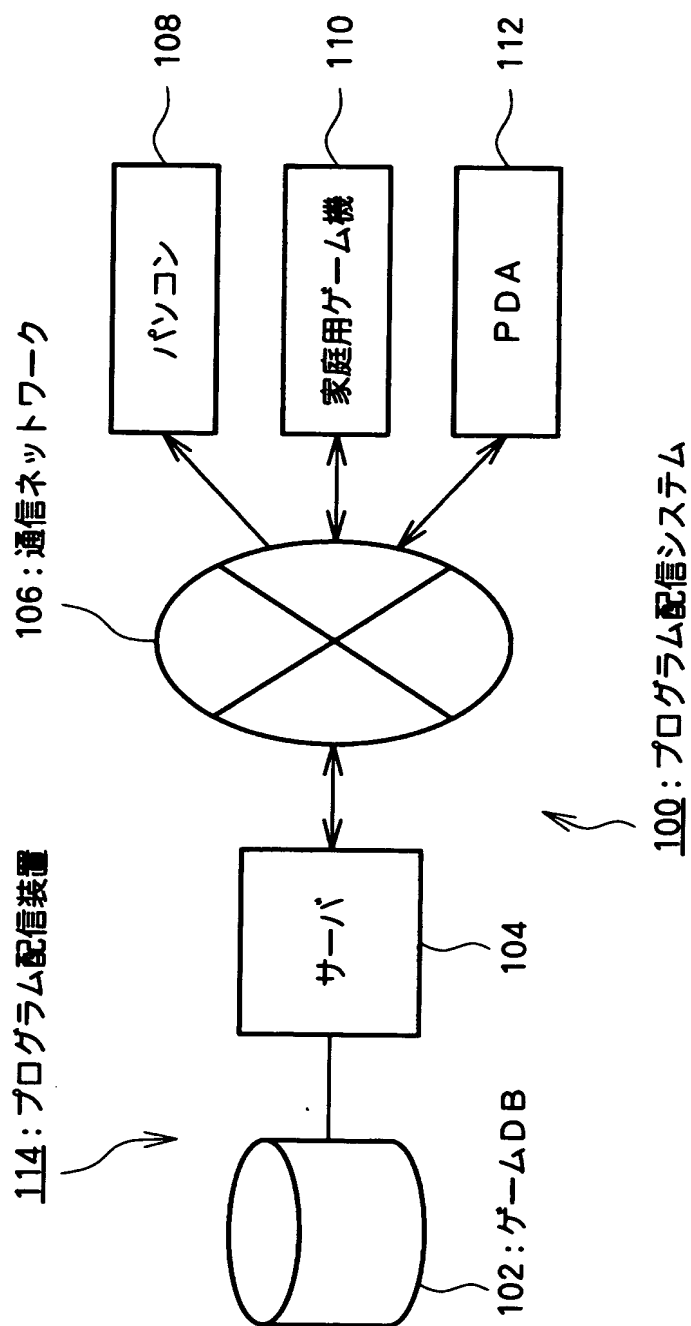 114：プログラム配信装置
106：通信ネットワーク
パソコン
108
家庭用ゲーム機
110
PDA
112
サーバ
104
102：ゲームDB
100：プログラム配信システム